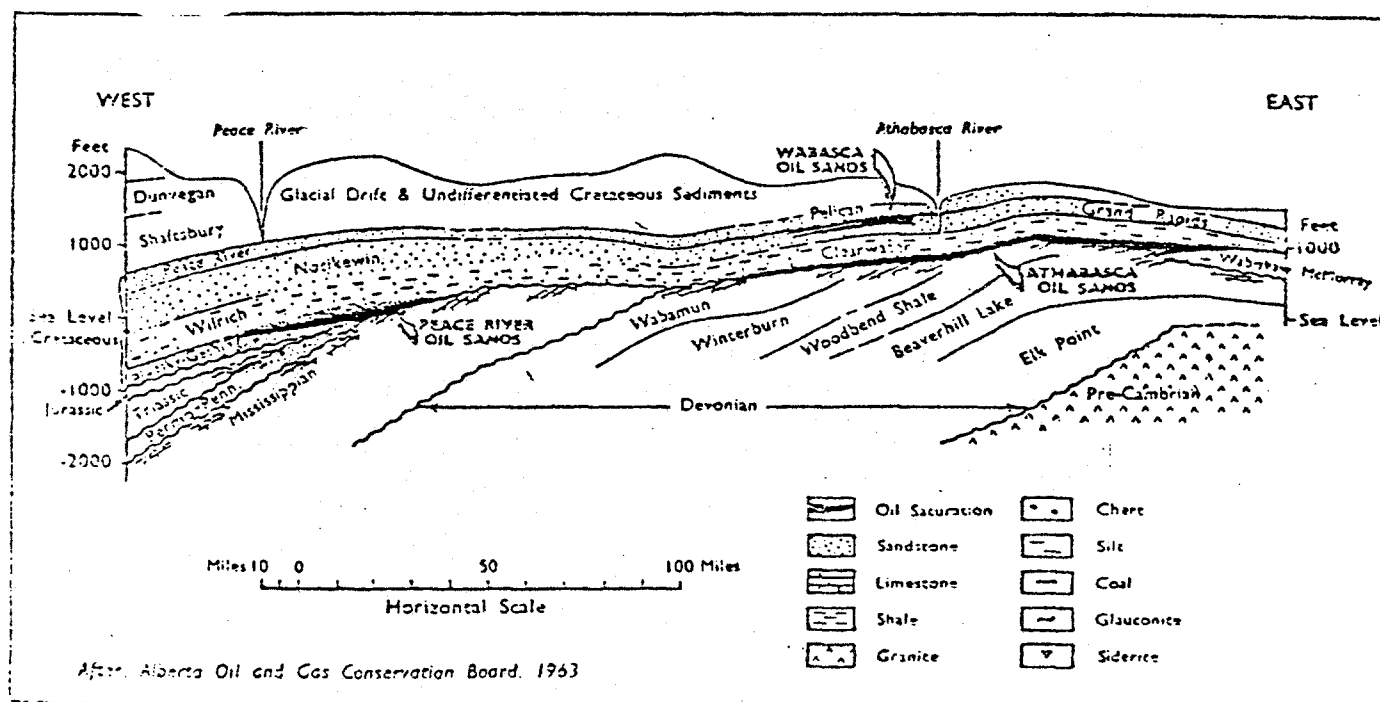 WEST
EAST
Peace River
Athabasca River
Feet
2000
WABASCA
OIL SANDS
Dunvegan
Glacial Drift & Undifferentiated Cretaceous Sediments
Pelican
Grand Rapids
Shaftesbury
Feet
1000
1000
Peace River
Notikewin
Clearwater
Wabiskaw
McMurray
ATHABASCA
OIL SANDS
Wilrich
Sea Level
Sea Level
Cretaceous
PEACE RIVER
OIL SANDS
Wabamun
Winterburn
Woodbend Shale
Beaverhill Lake
Elk Point
-1000
Jurassic
Triassic
Permo-Penn.
Mississippian
Devonian
Pre-Cambrian
-2000
Oil Saturation
Chert
Sandstone
Silt
Miles 10 0 50 100 Miles
Limestone
Coal
Horizontal Scale
Shale
Glauconite
Granite
Siderite
After, Alberta Oil and Gas Conservation Board, 1963